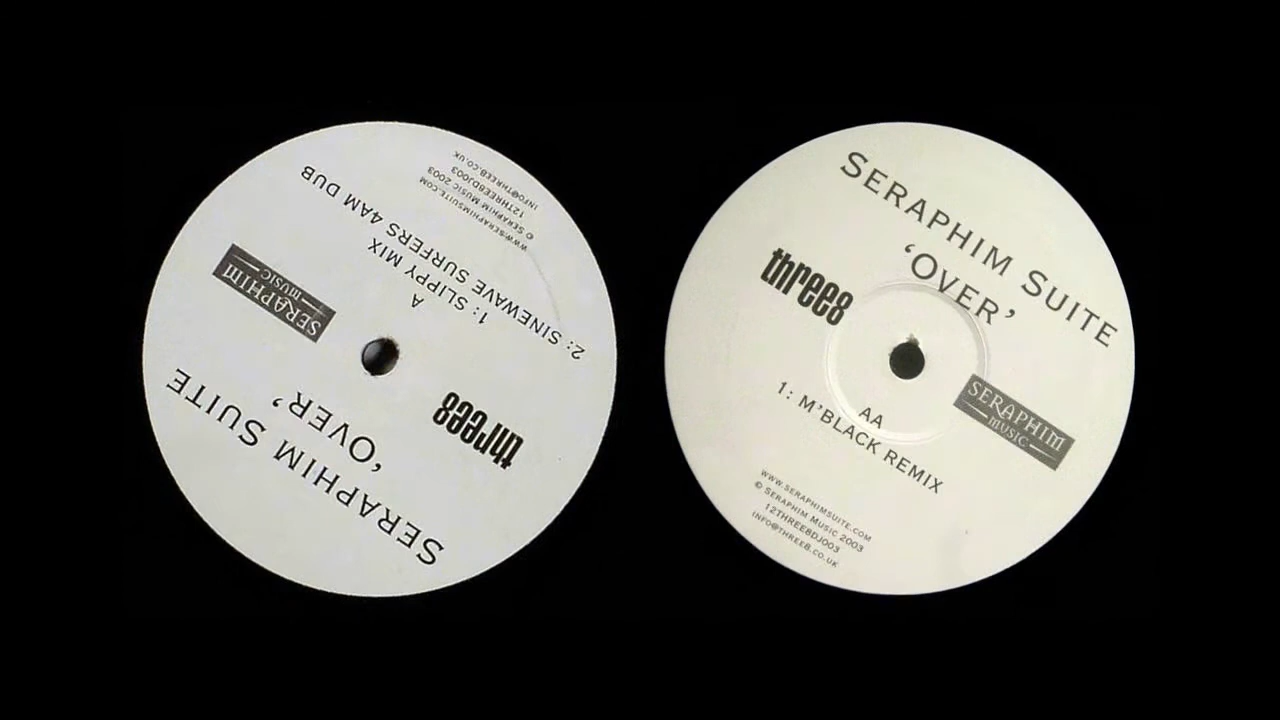 SERAPHIM SUITE
'OVER'
threee8
SERAPHIM
MUSIC
A
1: SLIPPY MIX
2: SINEWAVE SURFERS 4AM DUB
WWW.SERAPHIMSUITE.COM
© SERAPHIM MUSIC 2003
12THREE8DJ003
INFO@THREE8.CO.UK
SERAPHIM SUITE
'OVER'
three8
SERAPHIM
MUSIC
AA
1: M'BLACK REMIX
WWW.SERAPHIMSUITE.COM
© SERAPHIM MUSIC 2003
12THREE8DJ003
INFO@THREE8.CO.UK